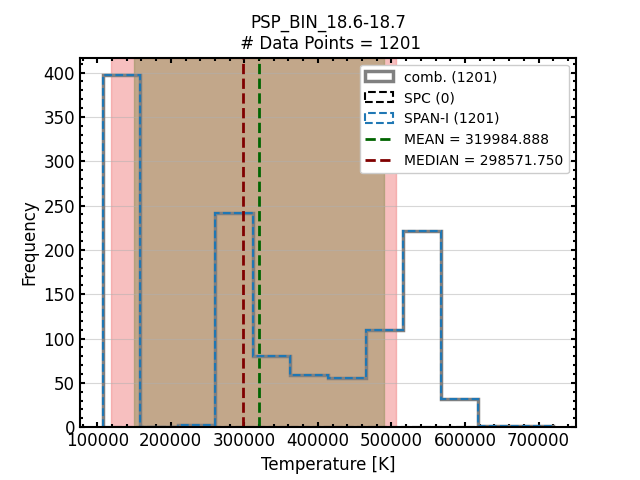 PSP_BIN_18.6-18.7
# Data Points = 1201
400
350
300
250
200
150
100
50
0
Frequency
comb. (1201)
SPC (0)
SPAN-I (1201)
MEAN = 319984.888
MEDIAN = 298571.750
100000 200000 300000 400000 500000 600000 700000
Temperature [K]